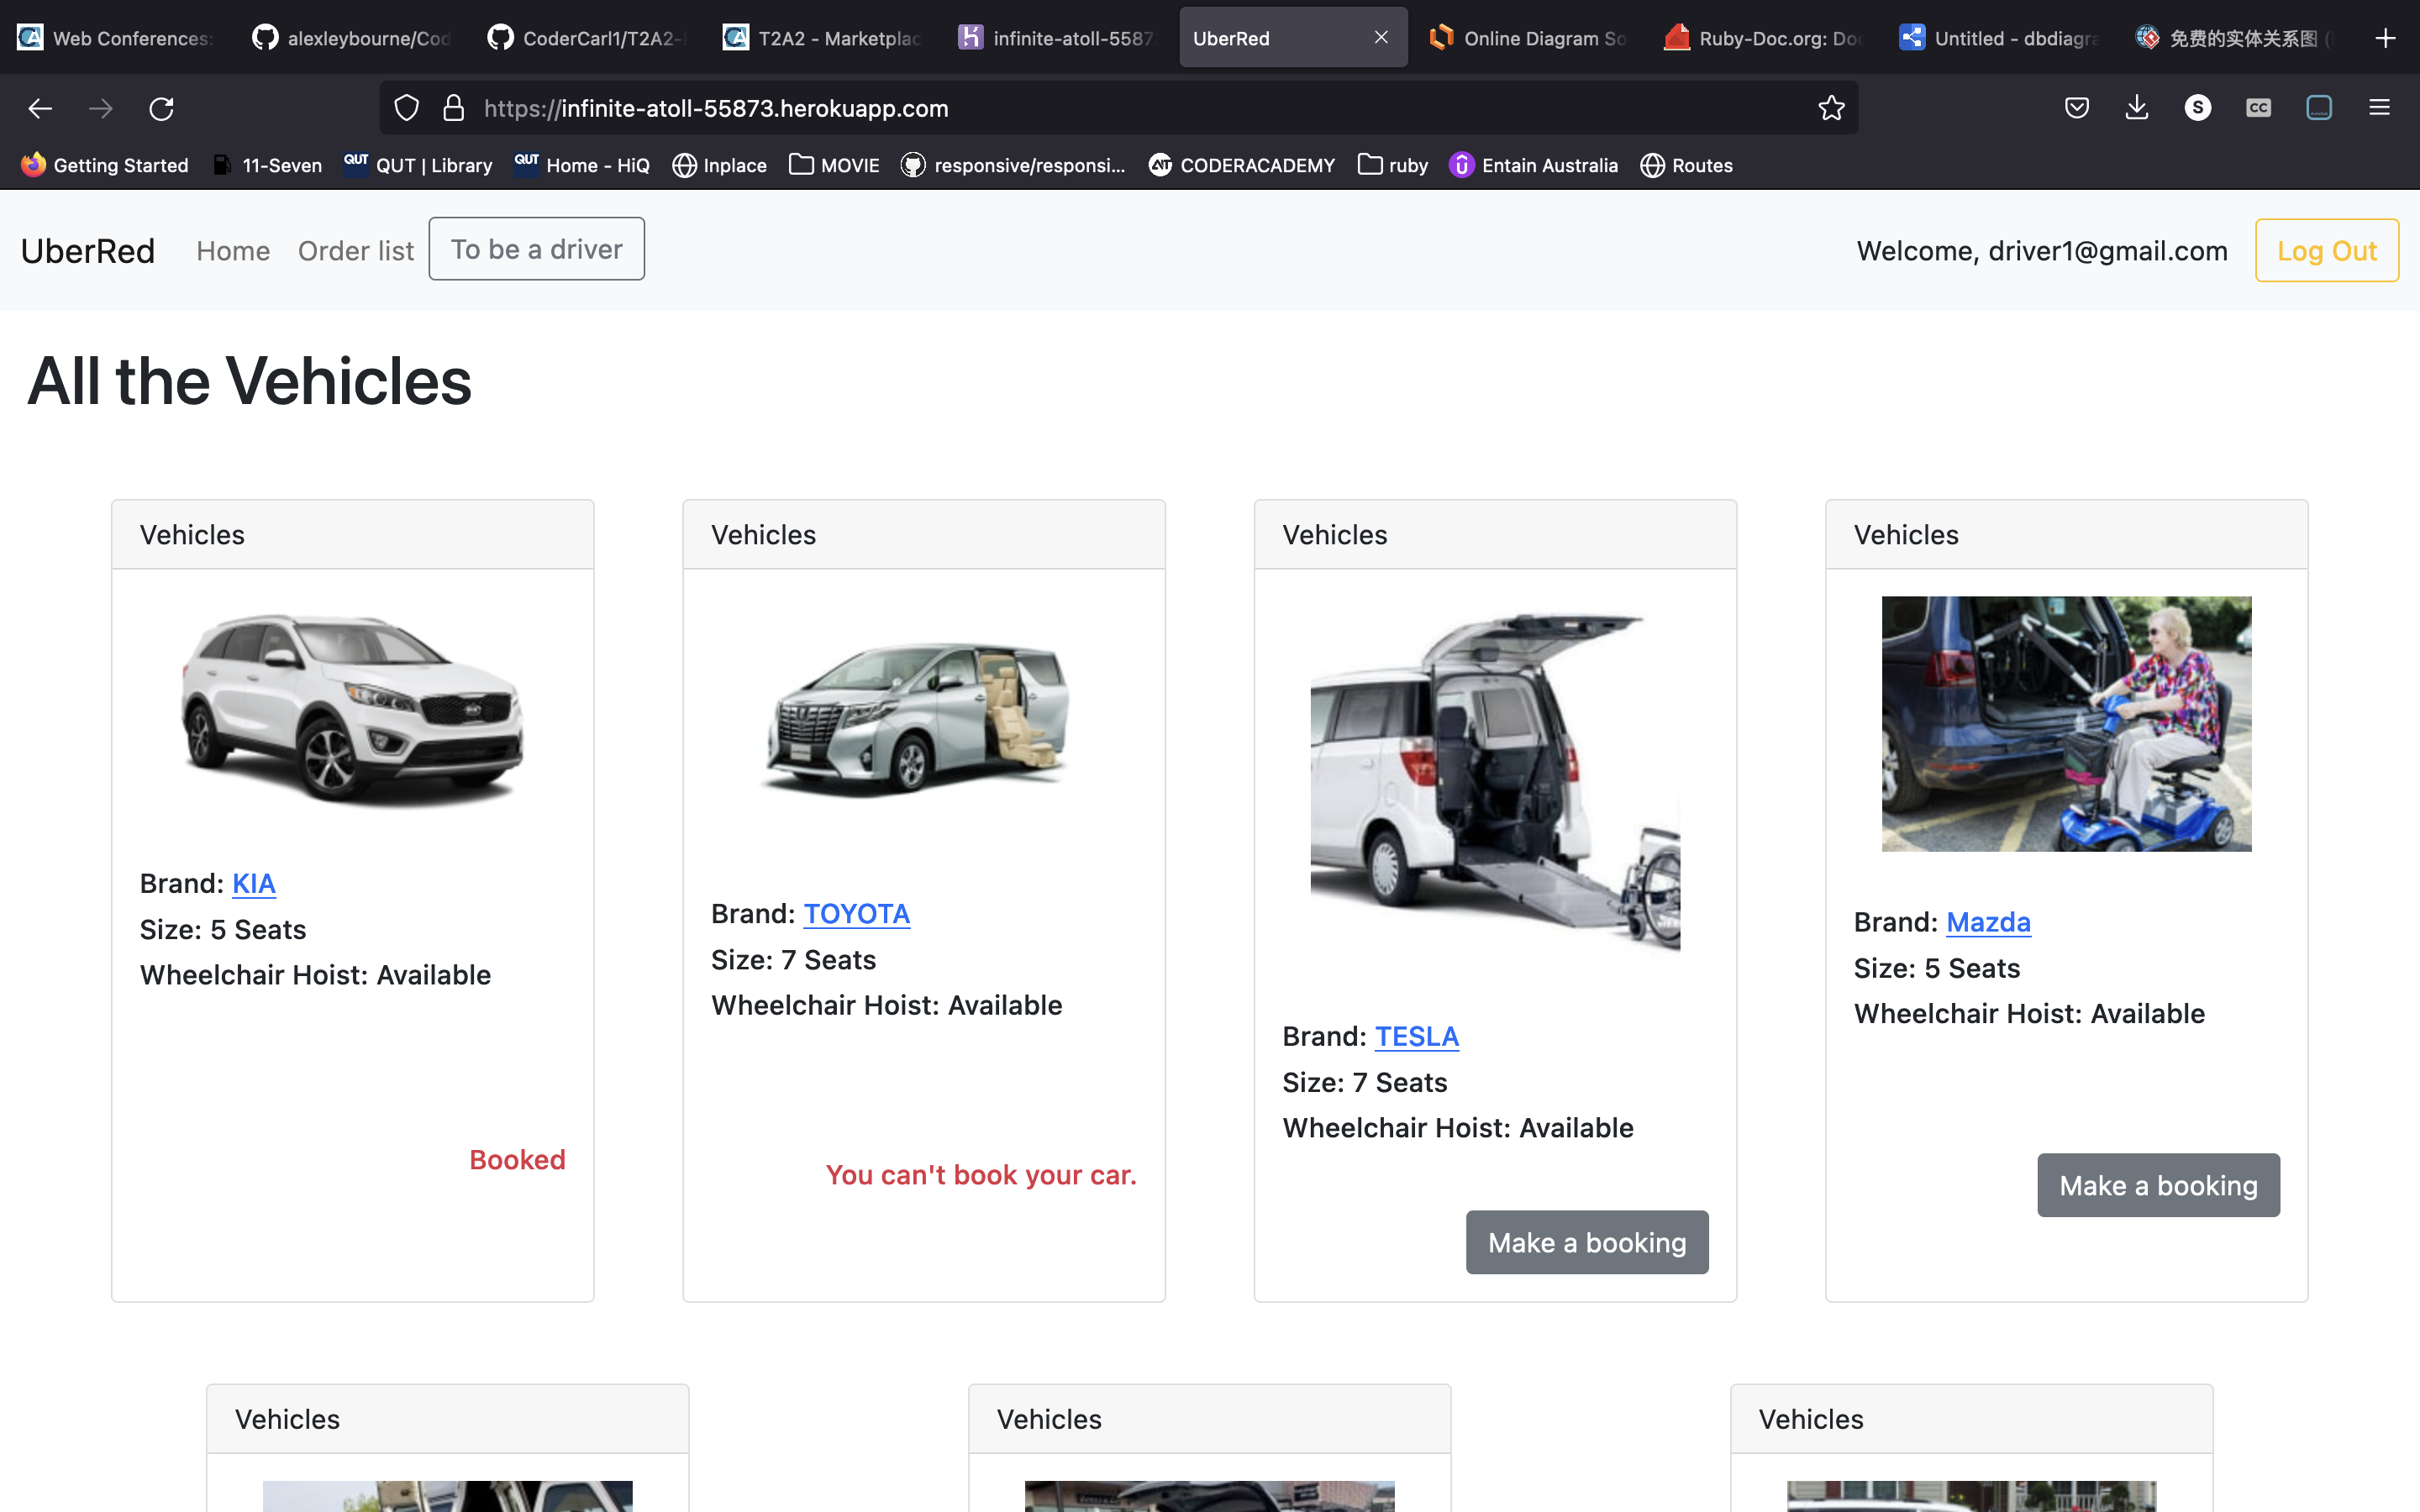 Web Conferences:
alexleybourne/Cod
CoderCarl1/T2A2-
T2A2 - Marketplac
infinite-atoll-5587
UberRed
Online Diagram So
Ruby-Doc.org: Doc
Untitled - dbdiagra
免费的实体关系图 (
https://infinite-atoll-55873.herokuapp.com
S
CC
Getting Started
11-Seven
QUT
QUT | Library
QUT
Home - HiQ
Inplace
MOVIE
responsive/responsi...
CODERACADEMY
ruby
Entain Australia
Routes
UberRed
Home
Order list
To be a driver
Welcome, driver1@gmail.com
Log Out
All the Vehicles
Vehicles
Brand: KIA
Size: 5 Seats
Wheelchair Hoist: Available
Booked
Vehicles
Brand: TOYOTA
Size: 7 Seats
Wheelchair Hoist: Available
You can't book your car.
Vehicles
Brand: TESLA
Size: 7 Seats
Wheelchair Hoist: Available
Make a booking
Vehicles
Brand: Mazda
Size: 5 Seats
Wheelchair Hoist: Available
Make a booking
Vehicles
Vehicles
Vehicles